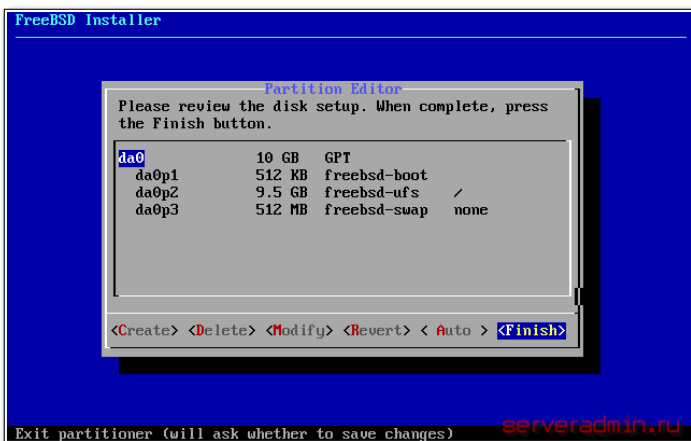 FreeBSD Installer
Partition Editor
Please review the disk setup. When complete, press
the Finish button.
da0 10 GB GPT
da0p1 512 KB freebsd-boot
da0p2 9.5 GB freebsd-ufs /
da0p3 512 MB freebsd-swap none
<Create> <Delete> <Modify> <Revert> < Auto > <Finish>
Exit partitioner (will ask whether to save changes)
serveradmin.ru